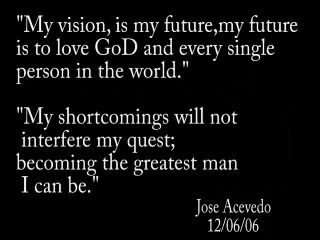 "My vision, is my future,my future
is to love GoD and every single
person in the world."
"My shortcomings will not
interfere my quest;
becoming the greatest man
I can be."
Jose Acevedo
12/06/06